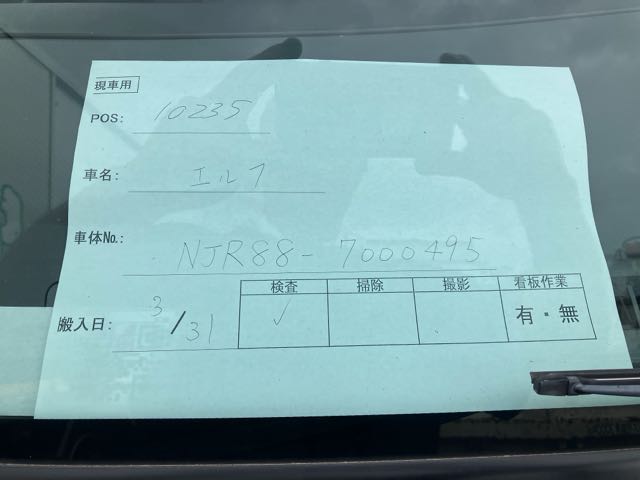 現車用
POS: 10235
車名: エルフ
車体No.: NJR88-7000495
搬入日: 3/31
検査 掃除 撮影 看板作業
✓ 有・無